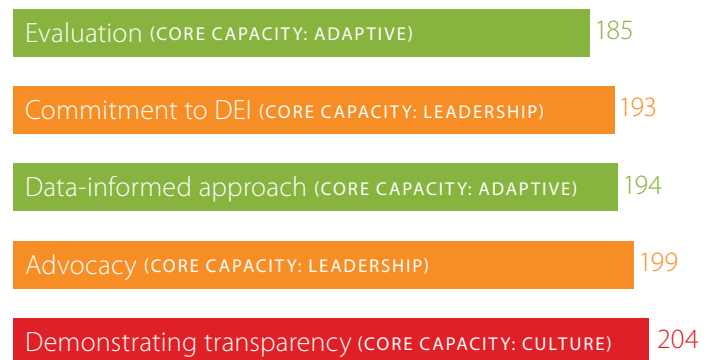 Evaluation (CORE CAPACITY: ADAPTIVE) 185
Commitment to DEI (CORE CAPACITY: LEADERSHIP) 193
Data-informed approach (CORE CAPACITY: ADAPTIVE) 194
Advocacy (CORE CAPACITY: LEADERSHIP) 199
Demonstrating transparency (CORE CAPACITY: CULTURE) 204